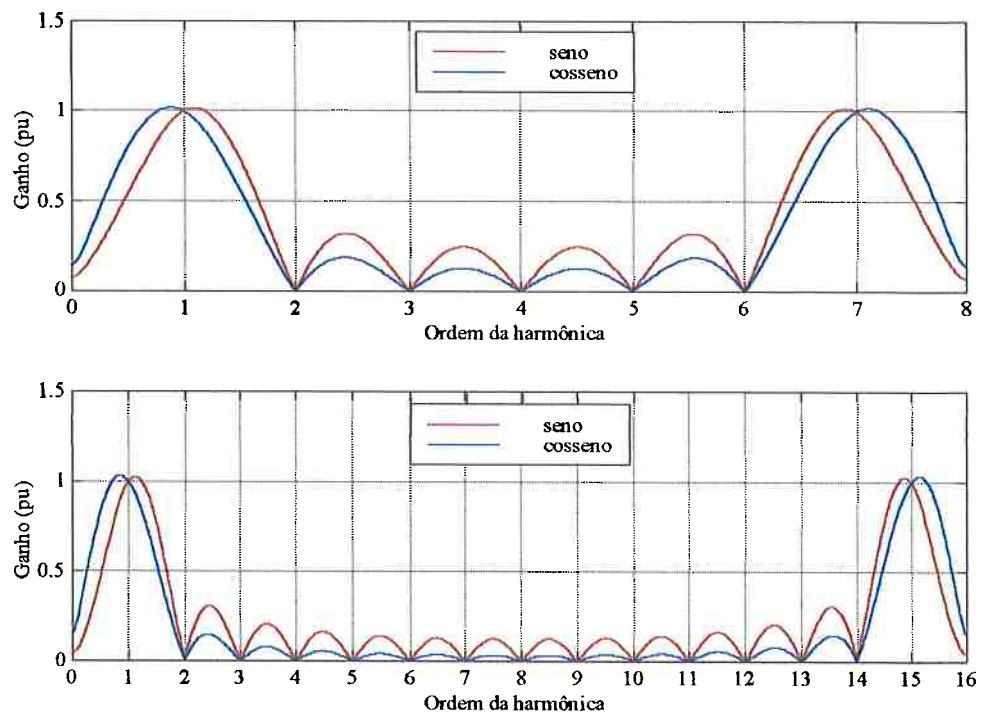 1.5
1
0.5
0
Ganho (pu)
seno
cosseno
0 1 2 3 4 5 6 7 8
Ordem da harmônica
1.5
1
0.5
0
Ganho (pu)
seno
cosseno
0 1 2 3 4 5 6 7 8 9 10 11 12 13 14 15 16
Ordem da harmônica